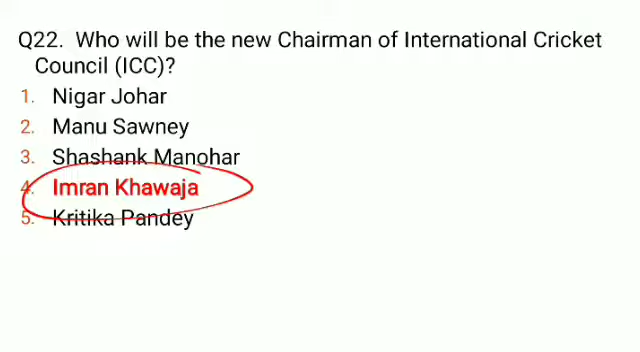 Q22. Who will be the new Chairman of International Cricket
Council (ICC)?
1. Nigar Johar
2. Manu Sawney
3. Shashank Manohar
4. Imran Khawaja
5. Kritika Pandey